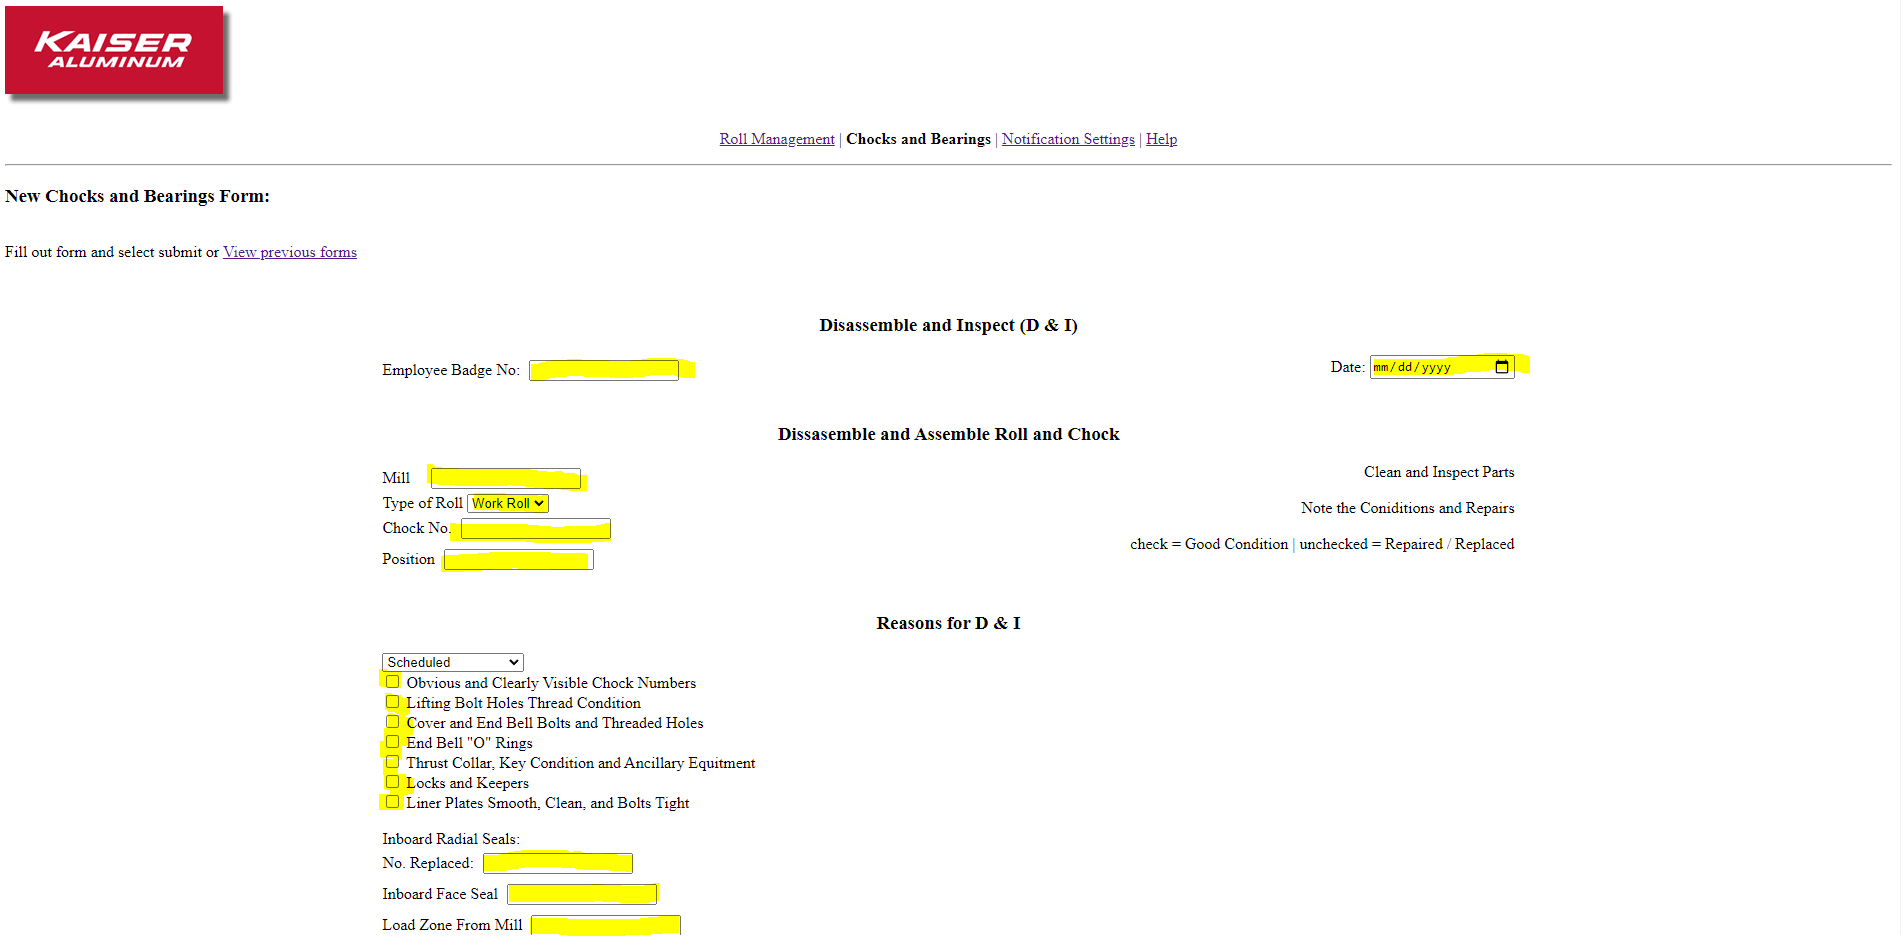 KAISER
ALUMINUM
Roll Management | Chocks and Bearings | Notification Settings | Help
New Chocks and Bearings Form:
Fill out form and select submit or View previous forms
Disassemble and Inspect (D & I)
Employee Badge No:
Date: mm/dd/yyyy
Dissasemble and Assemble Roll and Chock
Mill
Clean and Inspect Parts
Type of Roll Work Roll
Note the Coniditions and Repairs
Chock No.
check = Good Condition | unchecked = Repaired / Replaced
Position
Reasons for D & I
Scheduled
Obvious and Clearly Visible Chock Numbers
Lifting Bolt Holes Thread Condition
Cover and End Bell Bolts and Threaded Holes
End Bell "O" Rings
Thrust Collar, Key Condition and Ancillary Equitment
Locks and Keepers
Liner Plates Smooth, Clean, and Bolts Tight
Inboard Radial Seals:
No. Replaced:
Inboard Face Seal
Load Zone From Mill